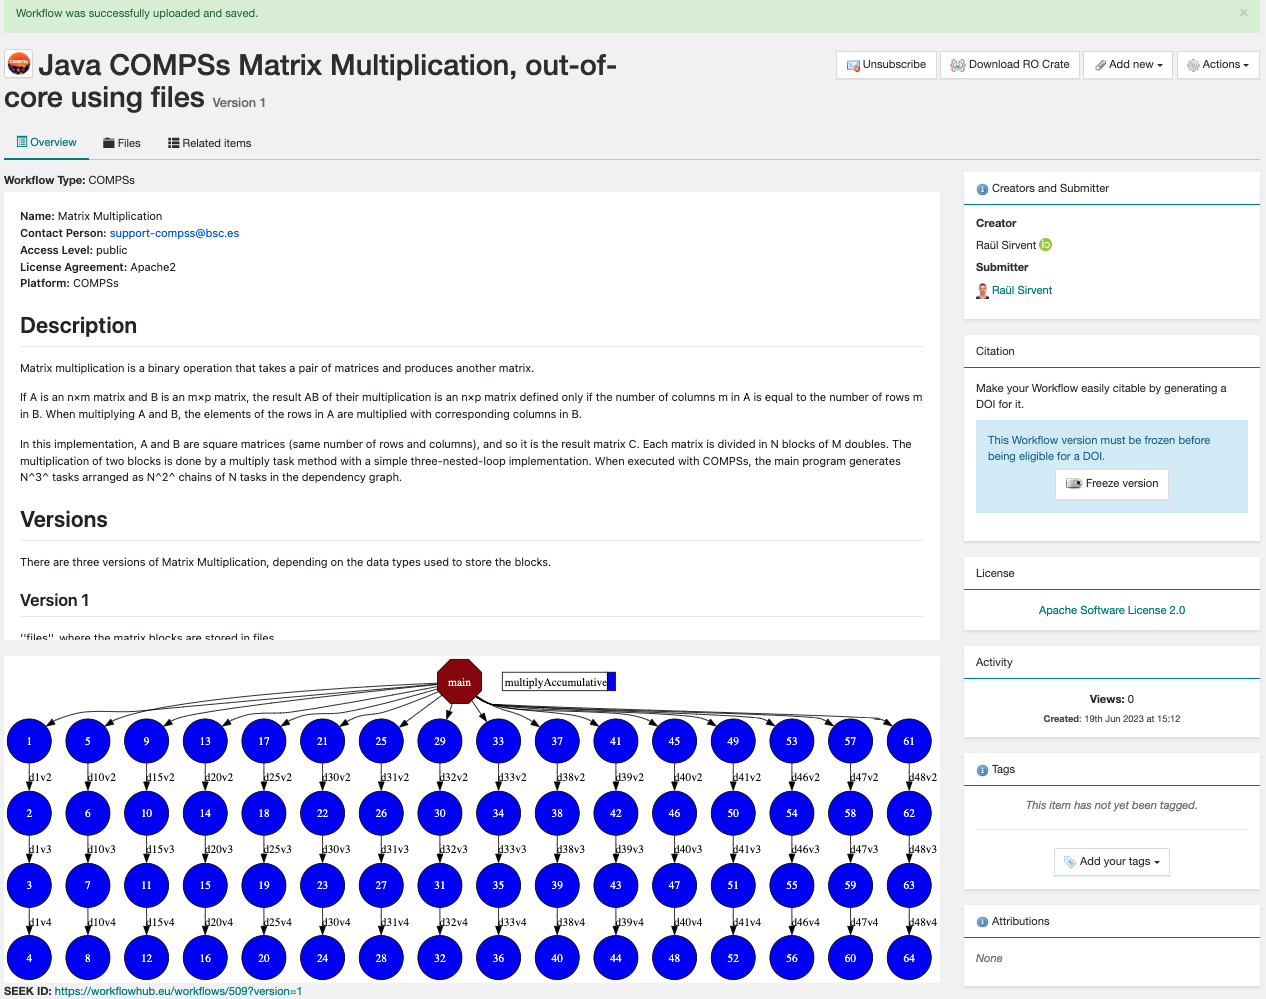 Workflow was successfully uploaded and saved.
×
Java COMPSs Matrix Multiplication, out-of-
core using files Version 1
Unsubscribe
Download RO Crate
Add new
Actions
Overview
Files
Related items
Workflow Type: COMPSs
Name: Matrix Multiplication
Contact Person: support-compss@bsc.es
Access Level: public
License Agreement: Apache2
Platform: COMPSs
Description
Matrix multiplication is a binary operation that takes a pair of matrices and produces another matrix.
If A is an n×m matrix and B is an m×p matrix, the result AB of their multiplication is an n×p matrix defined only if the number of columns m in A is equal to the number of rows m
in B. When multiplying A and B, the elements of the rows in A are multiplied with corresponding columns in B.
In this implementation, A and B are square matrices (same number of rows and columns), and so it is the result matrix C. Each matrix is divided in N blocks of M doubles. The
multiplication of two blocks is done by a multiply task method with a simple three-nested-loop implementation. When executed with COMPSs, the main program generates
N^3^ tasks arranged as N^2^ chains of N tasks in the dependency graph.
Versions
There are three versions of Matrix Multiplication, depending on the data types used to store the blocks.
Version 1
''files'', where the matrix blocks are stored in files.
main
multiplyAccumulative
1 5 9 13 17 21 25 29 33 37 41 45 49 53 57 61
d1v2 d10v2 d15v2 d20v2 d25v2 d30v2 d31v2 d32v2 d33v2 d38v2 d39v2 d40v2 d41v2 d46v2 d47v2 d48v2
2 6 10 14 18 22 26 30 34 38 42 46 50 54 58 62
d1v3 d10v3 d15v3 d20v3 d25v3 d30v3 d31v3 d32v3 d33v3 d38v3 d39v3 d40v3 d41v3 d46v3 d47v3 d48v3
3 7 11 15 19 23 27 31 35 39 43 47 51 55 59 63
d1v4 d10v4 d15v4 d20v4 d25v4 d30v4 d31v4 d32v4 d33v4 d38v4 d39v4 d40v4 d41v4 d46v4 d47v4 d48v4
4 8 12 16 20 24 28 32 36 40 44 48 52 56 60 64
SEEK ID: https://workflowhub.eu/workflows/509?version=1
Creators and Submitter
Creator
Raül Sirvent iD
Submitter
Raül Sirvent
Citation
Make your Workflow easily citable by generating a
DOI for it.
This Workflow version must be frozen before
being eligible for a DOI.
Freeze version
License
Apache Software License 2.0
Activity
Views: 0
Created: 19th Jun 2023 at 15:12
Tags
This item has not yet been tagged.
Add your tags
Attributions
None